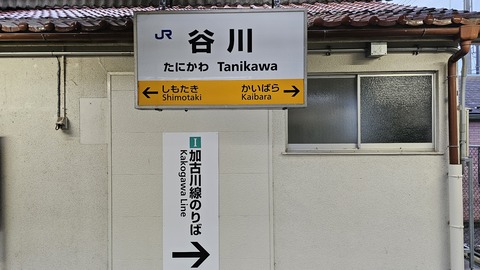 JR 谷川
たにかわ Tanikawa
← しもたき かいばら →
Shimotaki Kaibara
1 加古川線のりば
Kakogawa Line
→